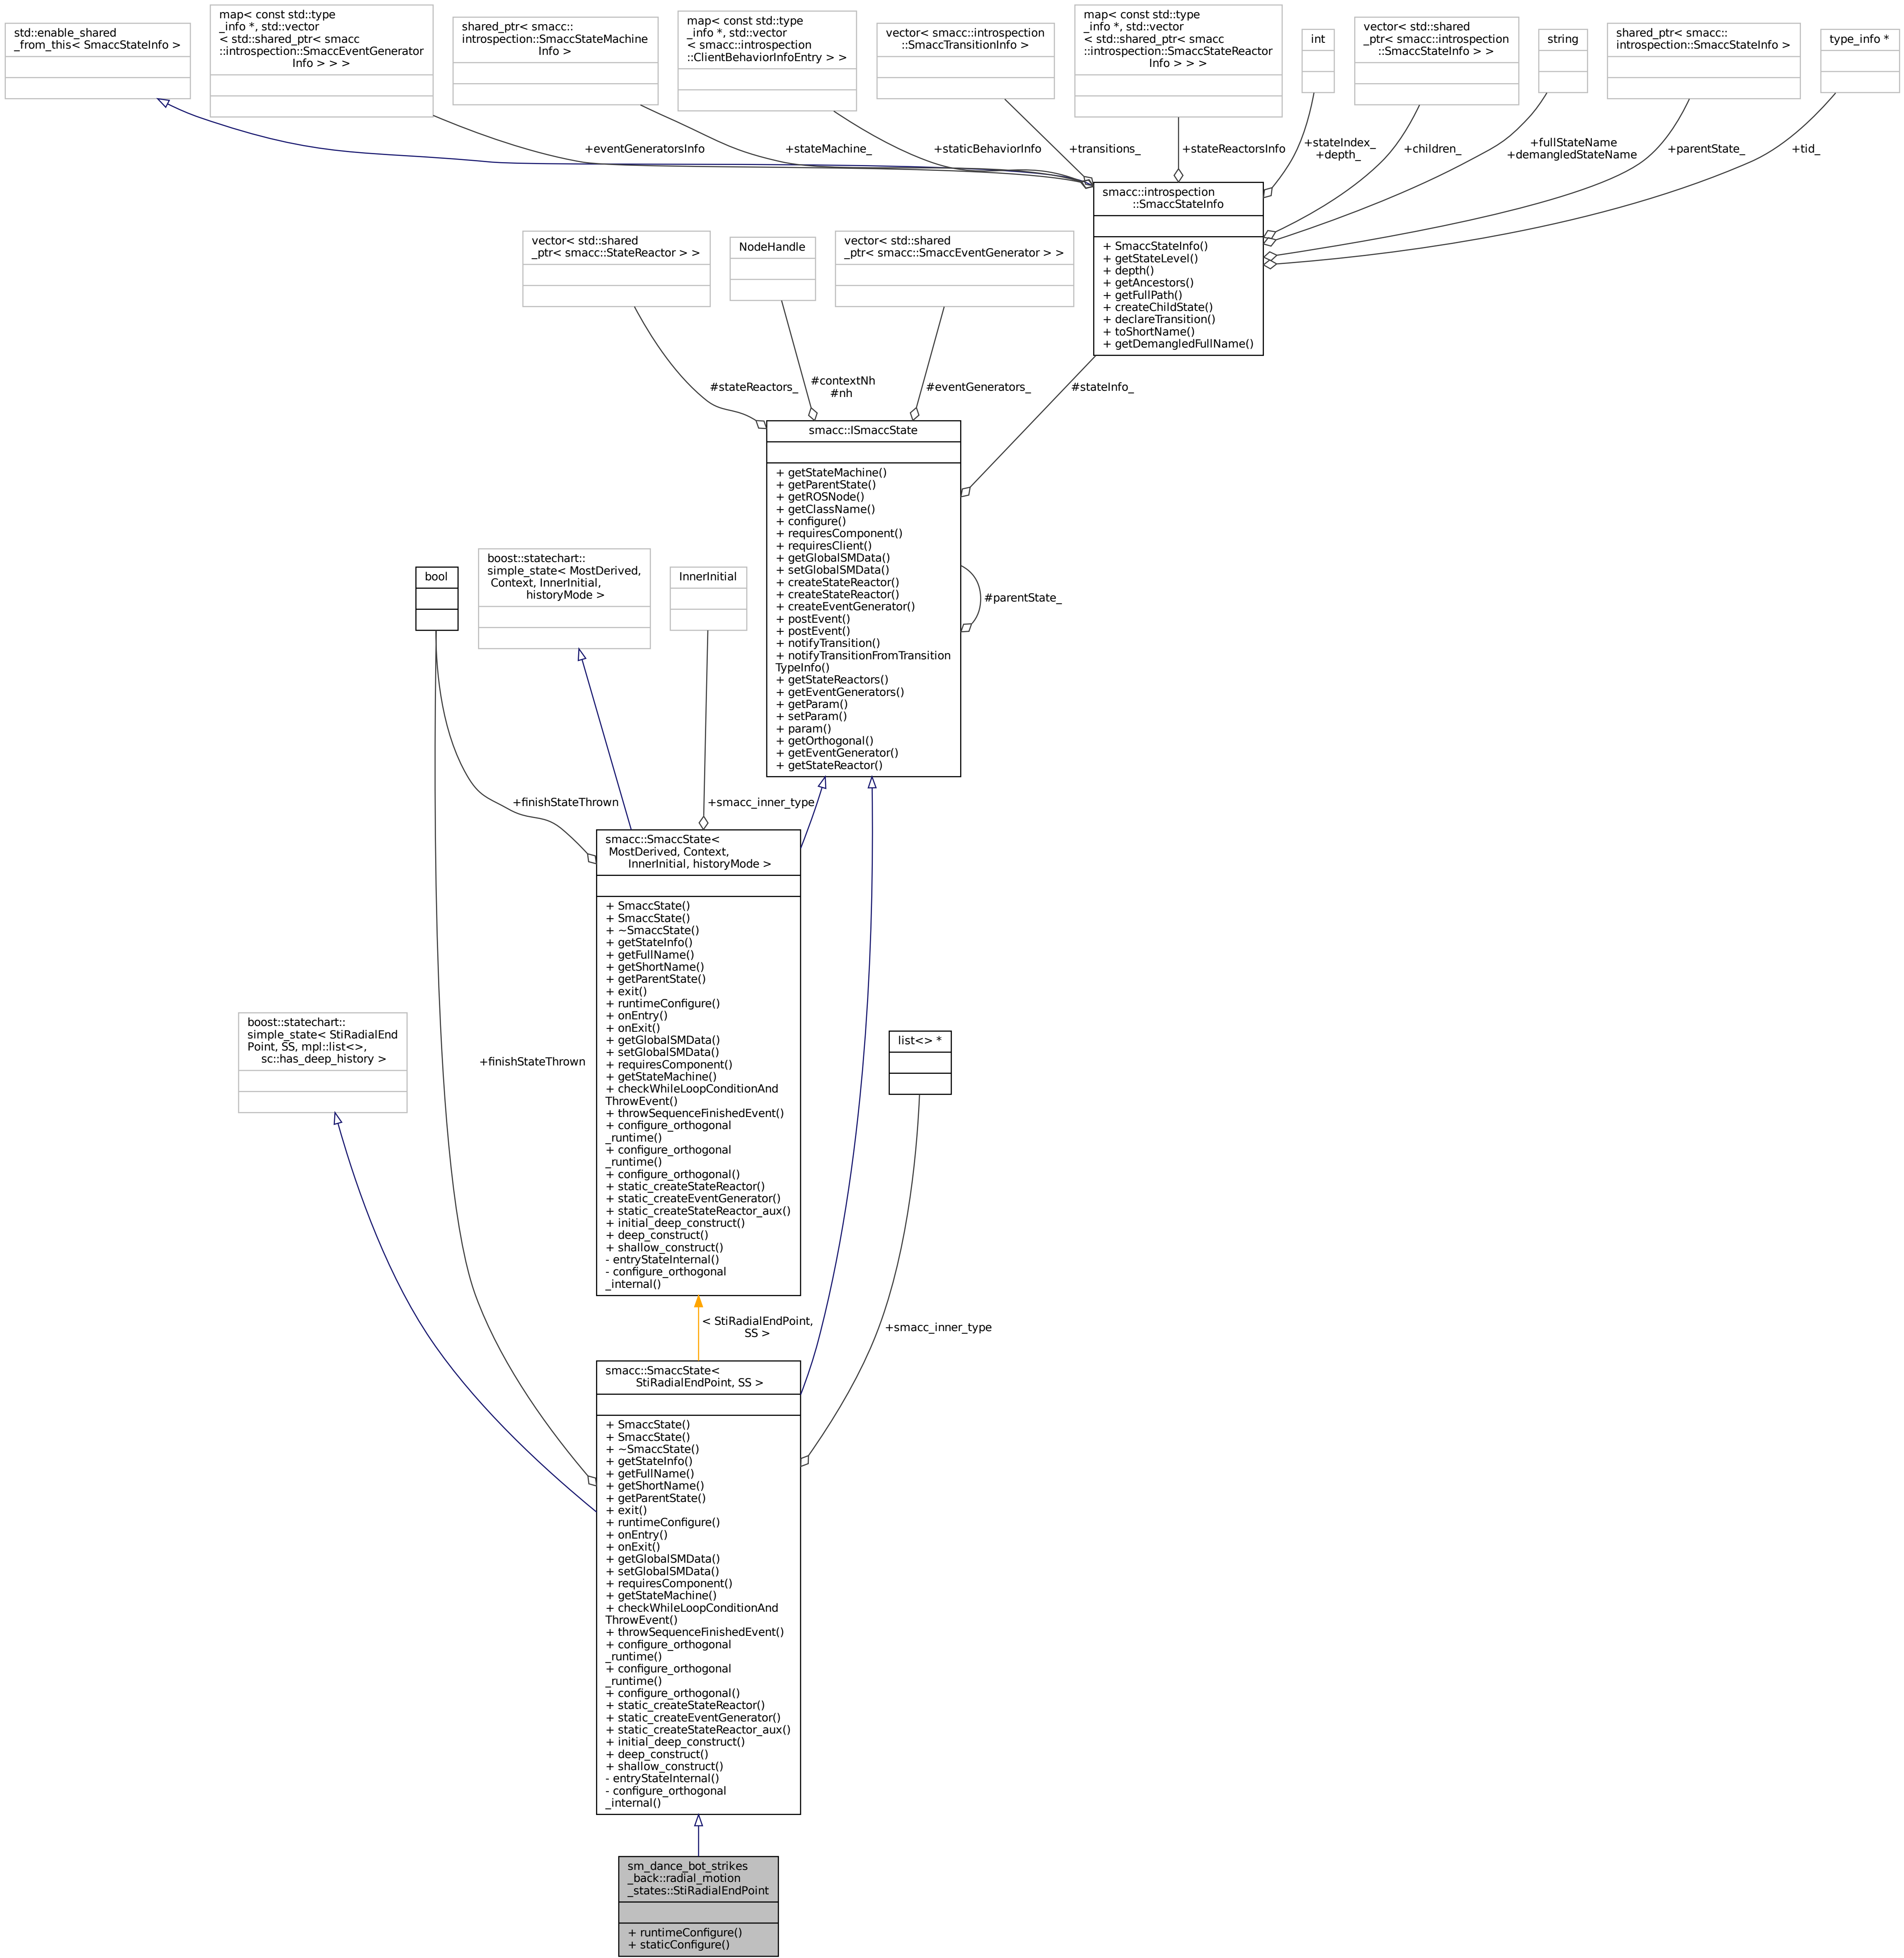 std::enable_shared
_from_this< SmaccStateInfo >
map< const std::type
_info *, std::vector
< std::shared_ptr< smacc
::introspection::SmaccEventGenerator
Info > > >
shared_ptr< smacc::
introspection::SmaccStateMachine
Info >
map< const std::type
_info *, std::vector
< smacc::introspection
::ClientBehaviorInfoEntry > >
vector< smacc::introspection
::SmaccTransitionInfo >
map< const std::type
_info *, std::vector
< std::shared_ptr< smacc
::introspection::SmaccStateReactor
Info > > >
int
vector< std::shared
_ptr< smacc::introspection
::SmaccStateInfo > >
string
shared_ptr< smacc::
introspection::SmaccStateInfo >
type_info *
+eventGeneratorsInfo
+stateMachine_
+staticBehaviorInfo
+transitions_
+stateReactorsInfo
+stateIndex_
+depth_
+children_
+fullStateName
+demangledStateName
+parentState_
+tid_
smacc::introspection
::SmaccStateInfo
+ SmaccStateInfo()
+ getStateLevel()
+ depth()
+ getAncestors()
+ getFullPath()
+ createChildState()
+ declareTransition()
+ toShortName()
+ getDemangledFullName()
vector< std::shared
_ptr< smacc::StateReactor > >
NodeHandle
vector< std::shared
_ptr< smacc::SmaccEventGenerator > >
#stateReactors_
#contextNh
#nh
#eventGenerators_
#stateInfo_
smacc::ISmaccState
+ getStateMachine()
+ getParentState()
+ getROSNode()
+ getClassName()
+ configure()
+ requiresComponent()
+ requiresClient()
+ getGlobalSMData()
+ setGlobalSMData()
+ createStateReactor()
+ createStateReactor()
+ createEventGenerator()
+ postEvent()
+ postEvent()
+ notifyTransition()
+ notifyTransitionFromTransition
TypeInfo()
+ getStateReactors()
+ getEventGenerators()
+ getParam()
+ setParam()
+ param()
+ getOrthogonal()
+ getEventGenerator()
+ getStateReactor()
#parentState_
bool
boost::statechart::
simple_state< MostDerived,
Context, InnerInitial,
historyMode >
InnerInitial
+finishStateThrown
+smacc_inner_type
smacc::SmaccState<
MostDerived, Context,
InnerInitial, historyMode >
+ SmaccState()
+ SmaccState()
+ ~SmaccState()
+ getStateInfo()
+ getFullName()
+ getShortName()
+ getParentState()
+ exit()
+ runtimeConfigure()
+ onEntry()
+ onExit()
+ getGlobalSMData()
+ setGlobalSMData()
+ requiresComponent()
+ getStateMachine()
+ checkWhileLoopConditionAnd
ThrowEvent()
+ throwSequenceFinishedEvent()
+ configure_orthogonal
_runtime()
+ configure_orthogonal
_runtime()
+ configure_orthogonal()
+ static_createStateReactor()
+ static_createEventGenerator()
+ static_createStateReactor_aux()
+ initial_deep_construct()
+ deep_construct()
+ shallow_construct()
- entryStateInternal()
- configure_orthogonal
_internal()
boost::statechart::
simple_state< StiRadialEnd
Point, SS, mpl::list<>,
sc::has_deep_history >
+finishStateThrown
list<> *
< StiRadialEndPoint,
SS >
+smacc_inner_type
smacc::SmaccState<
StiRadialEndPoint, SS >
+ SmaccState()
+ SmaccState()
+ ~SmaccState()
+ getStateInfo()
+ getFullName()
+ getShortName()
+ getParentState()
+ exit()
+ runtimeConfigure()
+ onEntry()
+ onExit()
+ getGlobalSMData()
+ setGlobalSMData()
+ requiresComponent()
+ getStateMachine()
+ checkWhileLoopConditionAnd
ThrowEvent()
+ throwSequenceFinishedEvent()
+ configure_orthogonal
_runtime()
+ configure_orthogonal
_runtime()
+ configure_orthogonal()
+ static_createStateReactor()
+ static_createEventGenerator()
+ static_createStateReactor_aux()
+ initial_deep_construct()
+ deep_construct()
+ shallow_construct()
- entryStateInternal()
- configure_orthogonal
_internal()
sm_dance_bot_strikes
_back::radial_motion
_states::StiRadialEndPoint
+ runtimeConfigure()
+ staticConfigure()